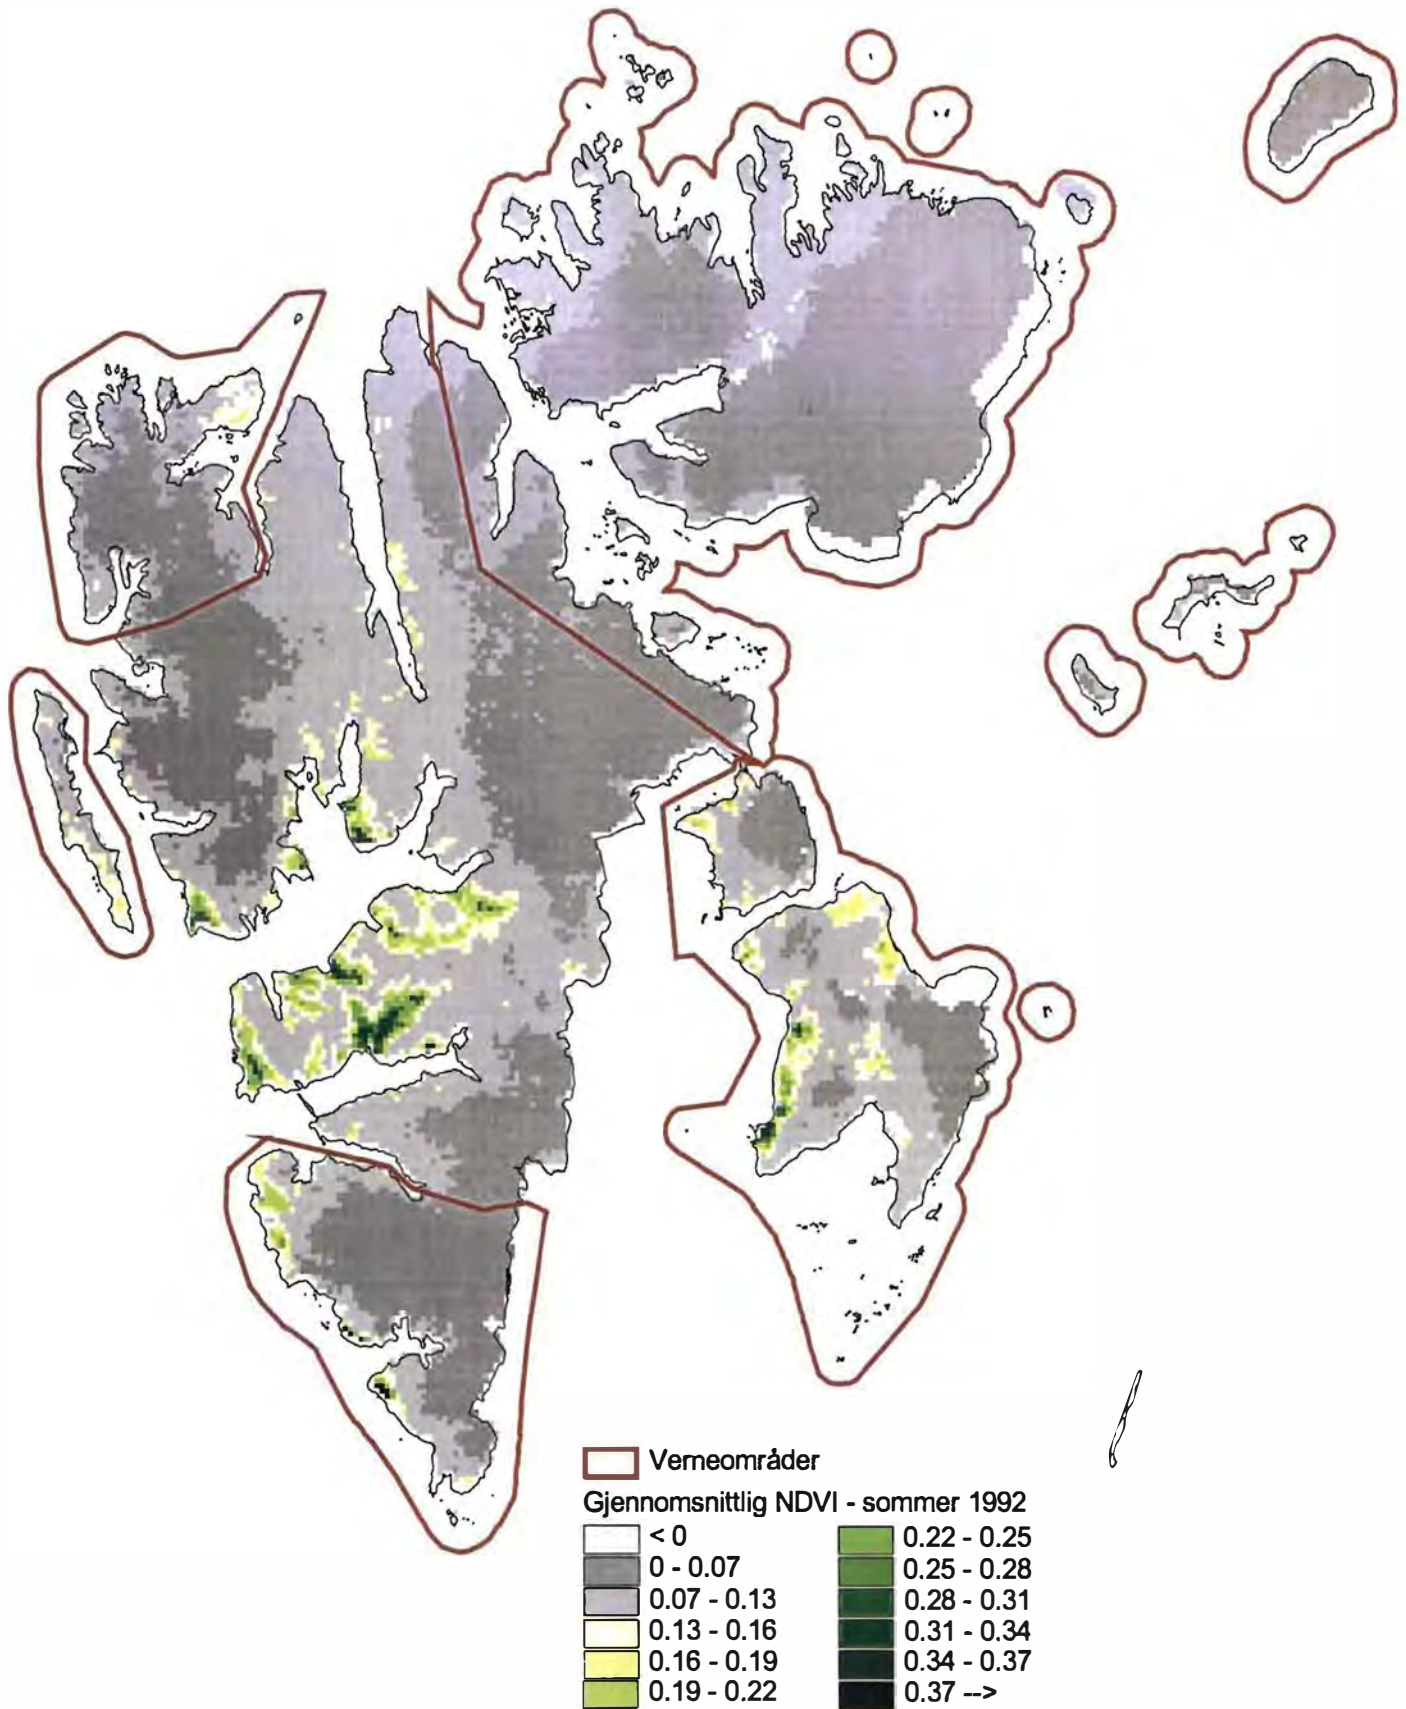 Verneområder
Gjennomsnittlig NDVI - sommer 1992
< 0
0 - 0.07
0.07 - 0.13
0.13 - 0.16
0.16 - 0.19
0.19 - 0.22
0.22 - 0.25
0.25 - 0.28
0.28 - 0.31
0.31 - 0.34
0.34 - 0.37
0.37 -->